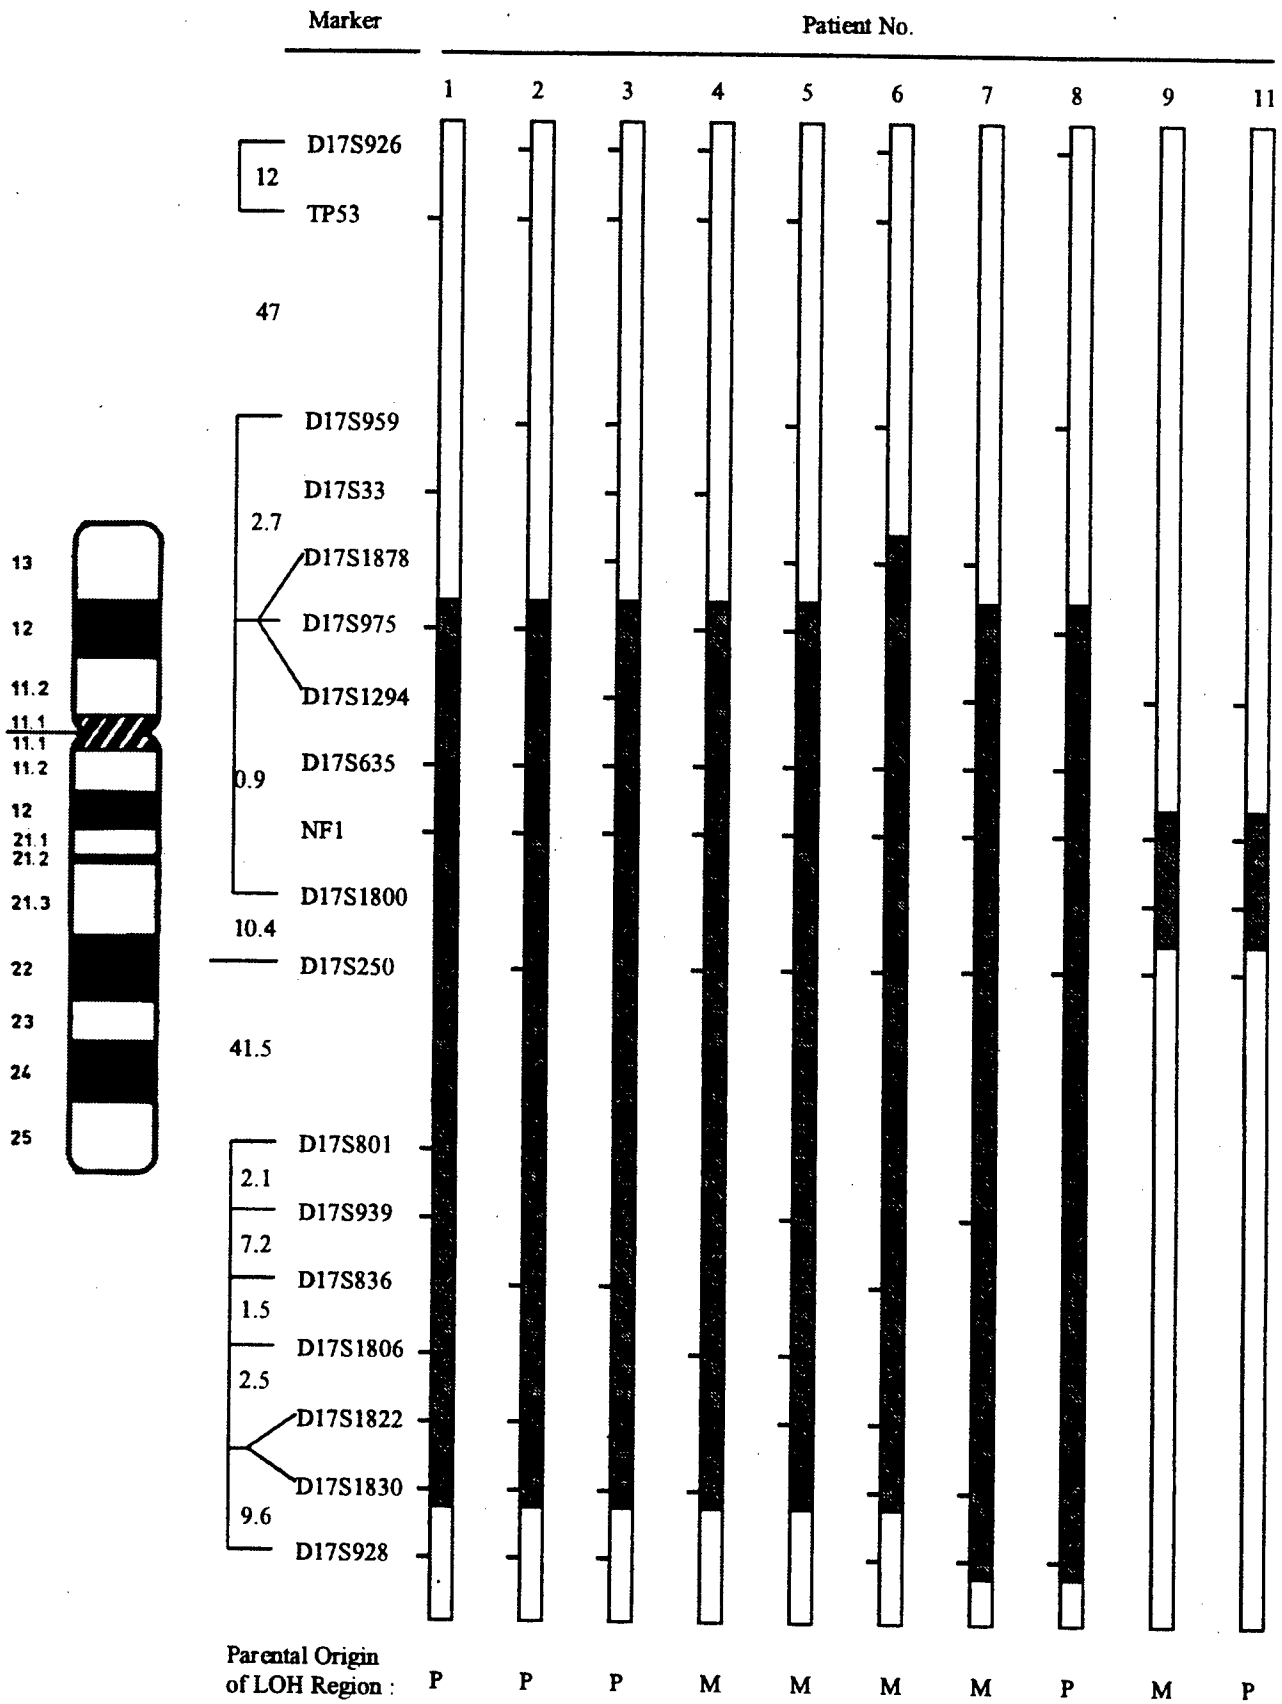 Marker Patient No.
1 2 3 4 5 6 7 8 9 11
D17S926
12
TP53
47
D17S959
D17S33
2.7
D17S1878
D17S975
D17S1294
D17S635
0.9
NF1
D17S1800
10.4
D17S250
41.5
D17S801
2.1
D17S939
7.2
D17S836
1.5
D17S1806
2.5
D17S1822
D17S1830
9.6
D17S928
13
12
11.2
11.1
11.1
11.2
12
21.1
21.2
21.3
22
23
24
25
Parental Origin
of LOH Region : P P P M M M M P M P